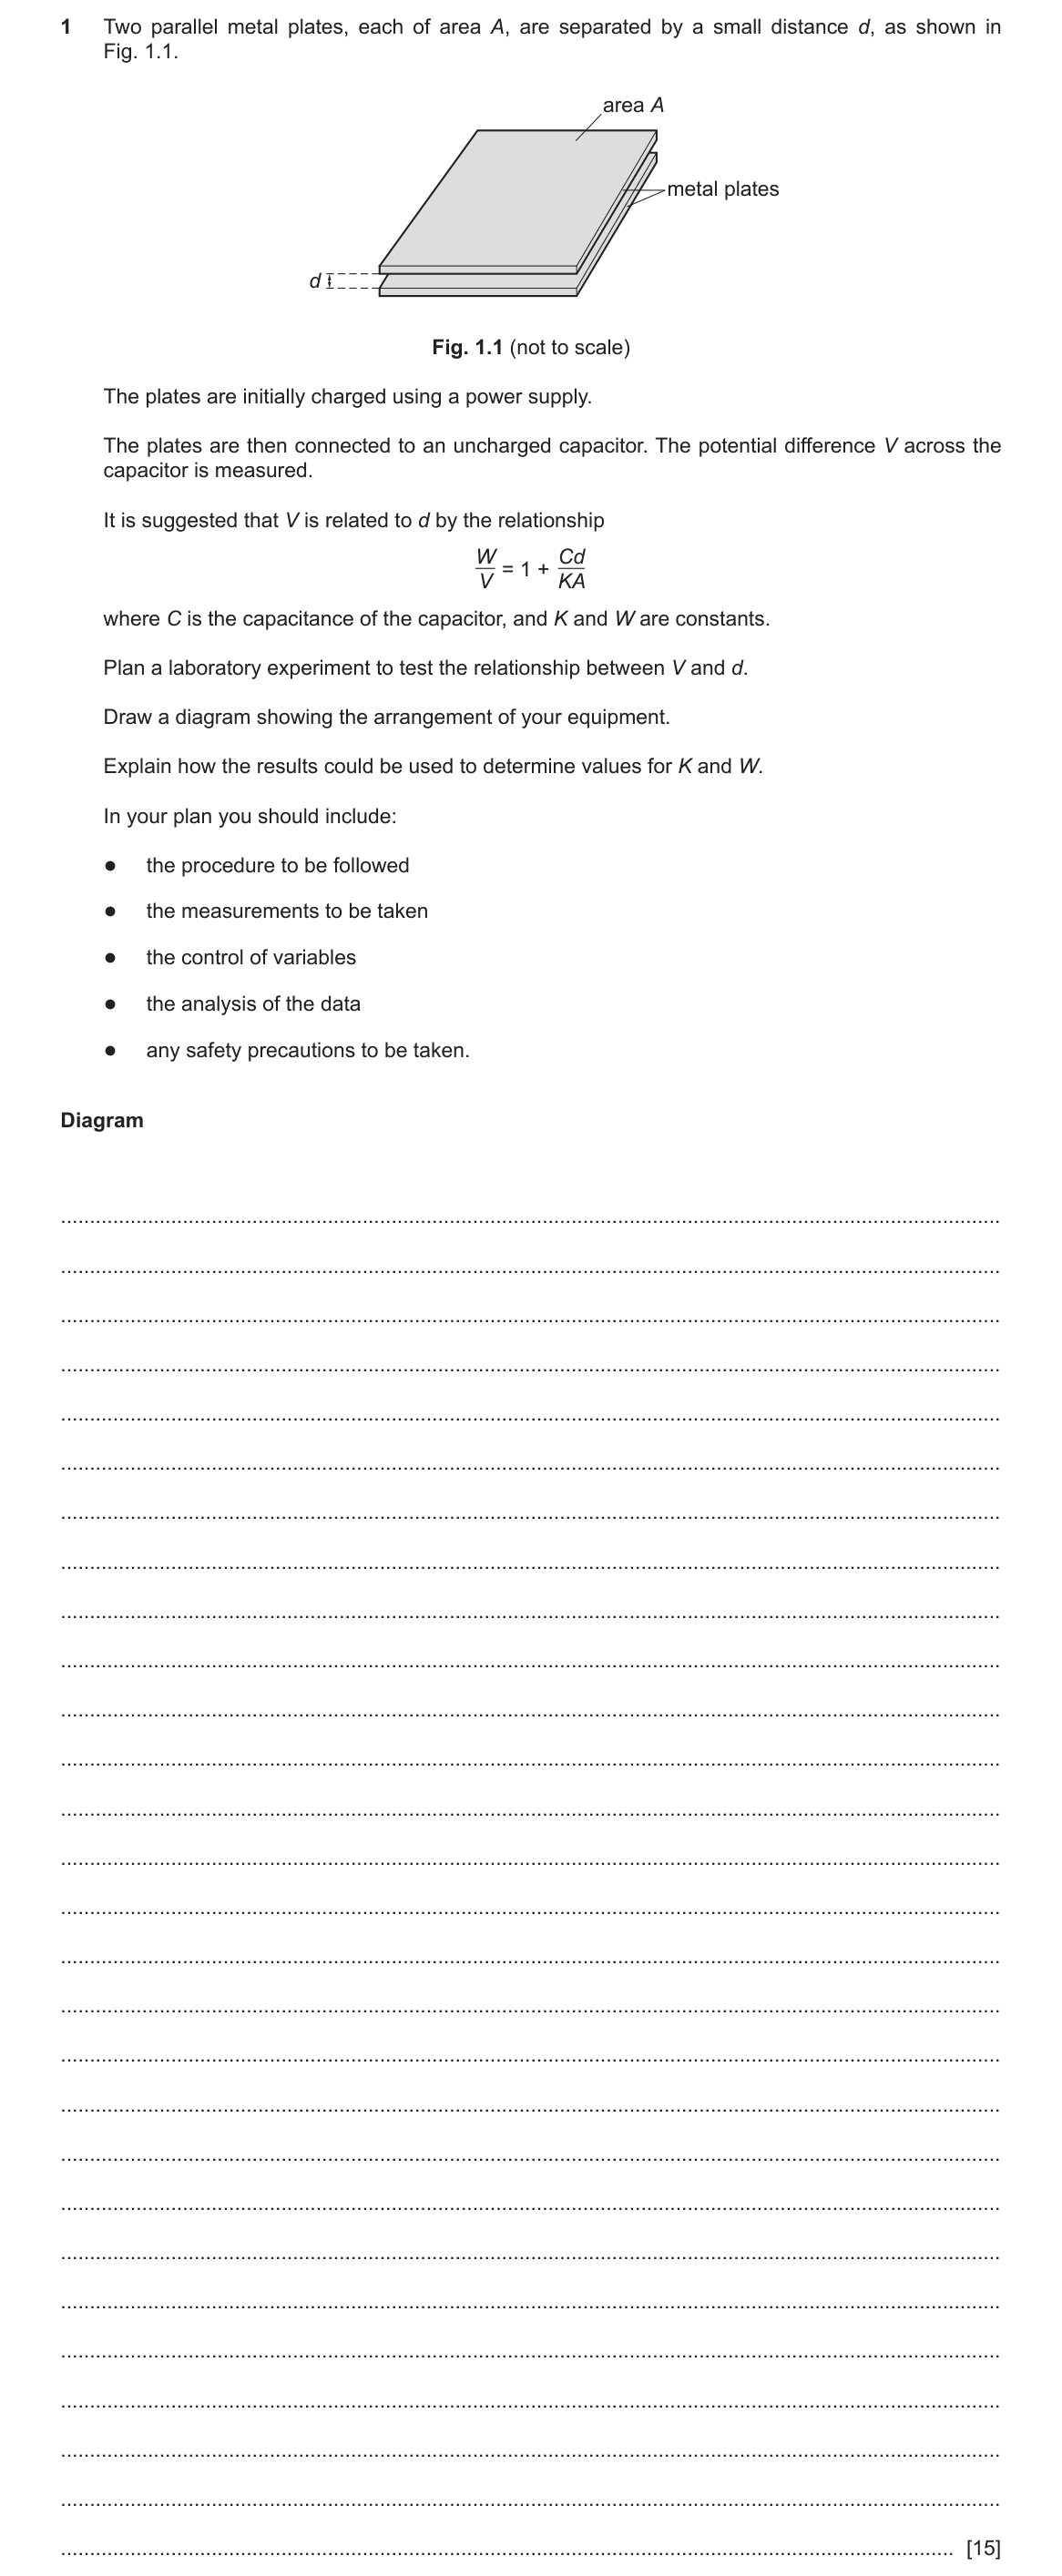 1 Two parallel metal plates, each of area A, are separated by a small distance d, as shown in
Fig. 1.1.
area A
metal plates
d
Fig. 1.1 (not to scale)
The plates are initially charged using a power supply.
The plates are then connected to an uncharged capacitor. The potential difference V across the
capacitor is measured.
It is suggested that V is related to d by the relationship
W/V = 1 + Cd/KA
where C is the capacitance of the capacitor, and K and W are constants.
Plan a laboratory experiment to test the relationship between V and d.
Draw a diagram showing the arrangement of your equipment.
Explain how the results could be used to determine values for K and W.
In your plan you should include:
● the procedure to be followed
● the measurements to be taken
● the control of variables
● the analysis of the data
● any safety precautions to be taken.
Diagram
[15]